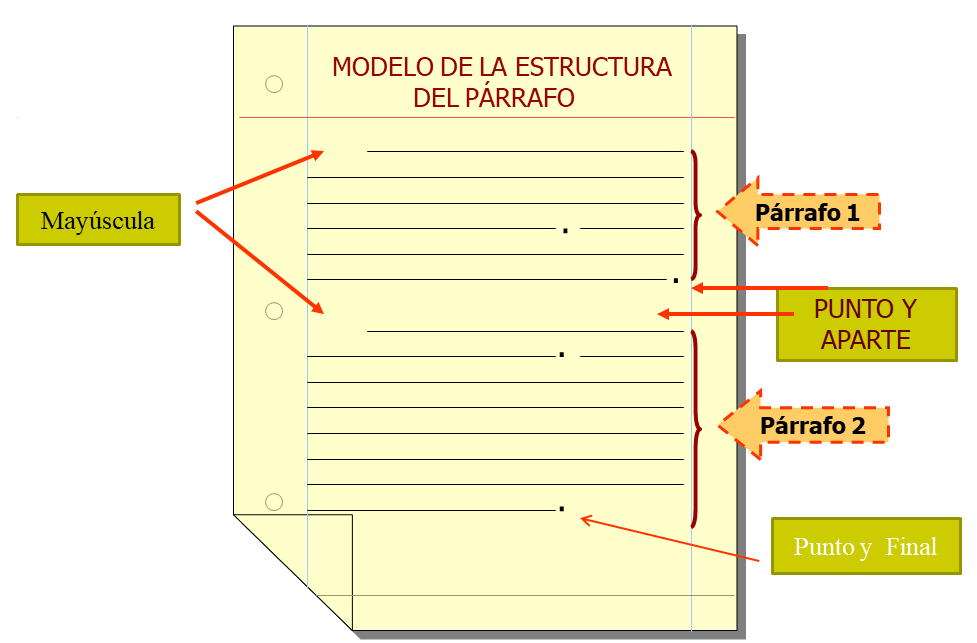 MODELO DE LA ESTRUCTURA
DEL PÁRRAFO
Mayúscula
Párrafo 1
PUNTO Y
APARTE
Párrafo 2
Punto y Final